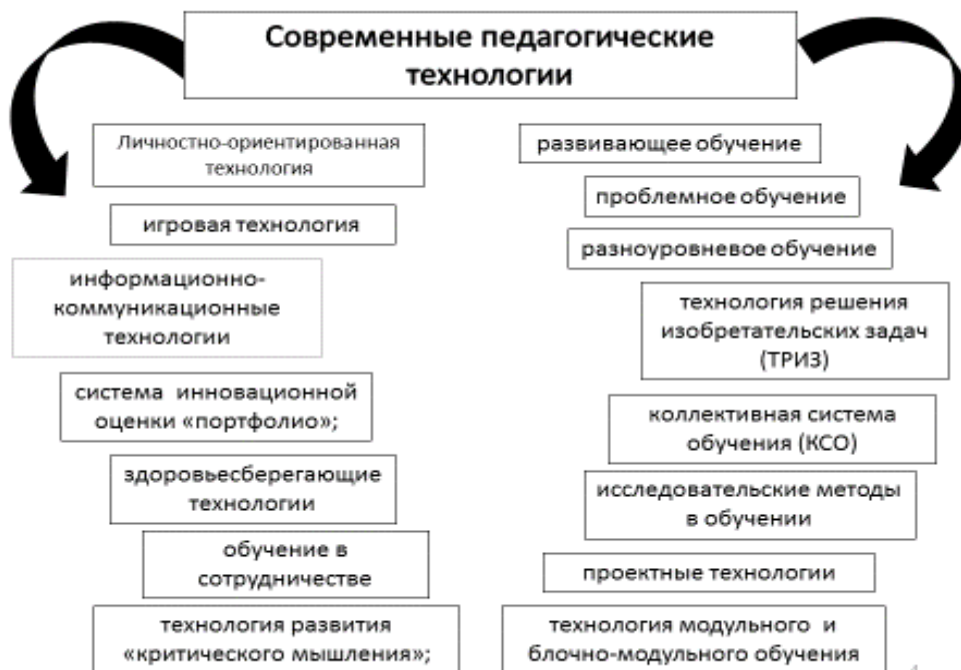 Современные педагогические
технологии
Личностно-ориентированная
технология
игровая технология
информационно-
коммуникационные
технологии
система инновационной
оценки «портфолио»;
здоровьесберегающие
технологии
обучение в
сотрудничестве
технология развития
«критического мышления»;
развивающее обучение
проблемное обучение
разноуровневое обучение
технология решения
изобретательских задач
(ТРИЗ)
коллективная система
обучения (КСО)
исследовательские методы
в обучении
проектные технологии
технология модульного и
блочно-модульного обучения